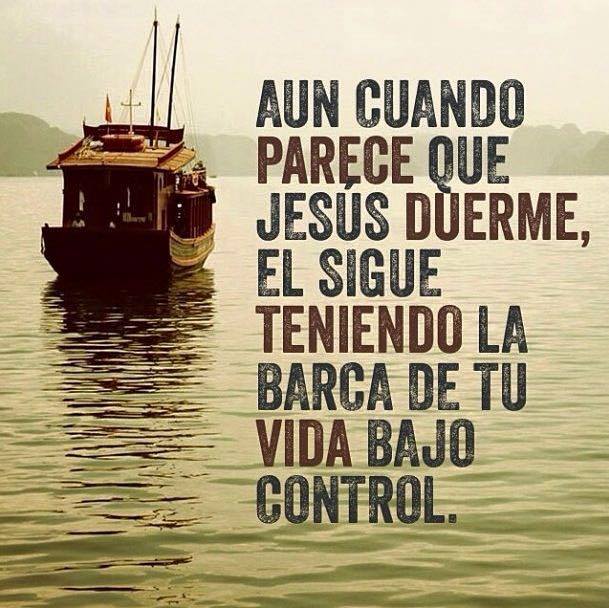 AUN CUANDO
PARECE QUE
JESÚS DUERME,
EL SIGUE
TENIENDO LA
BARCA DE TU
VIDA BAJO
CONTROL.